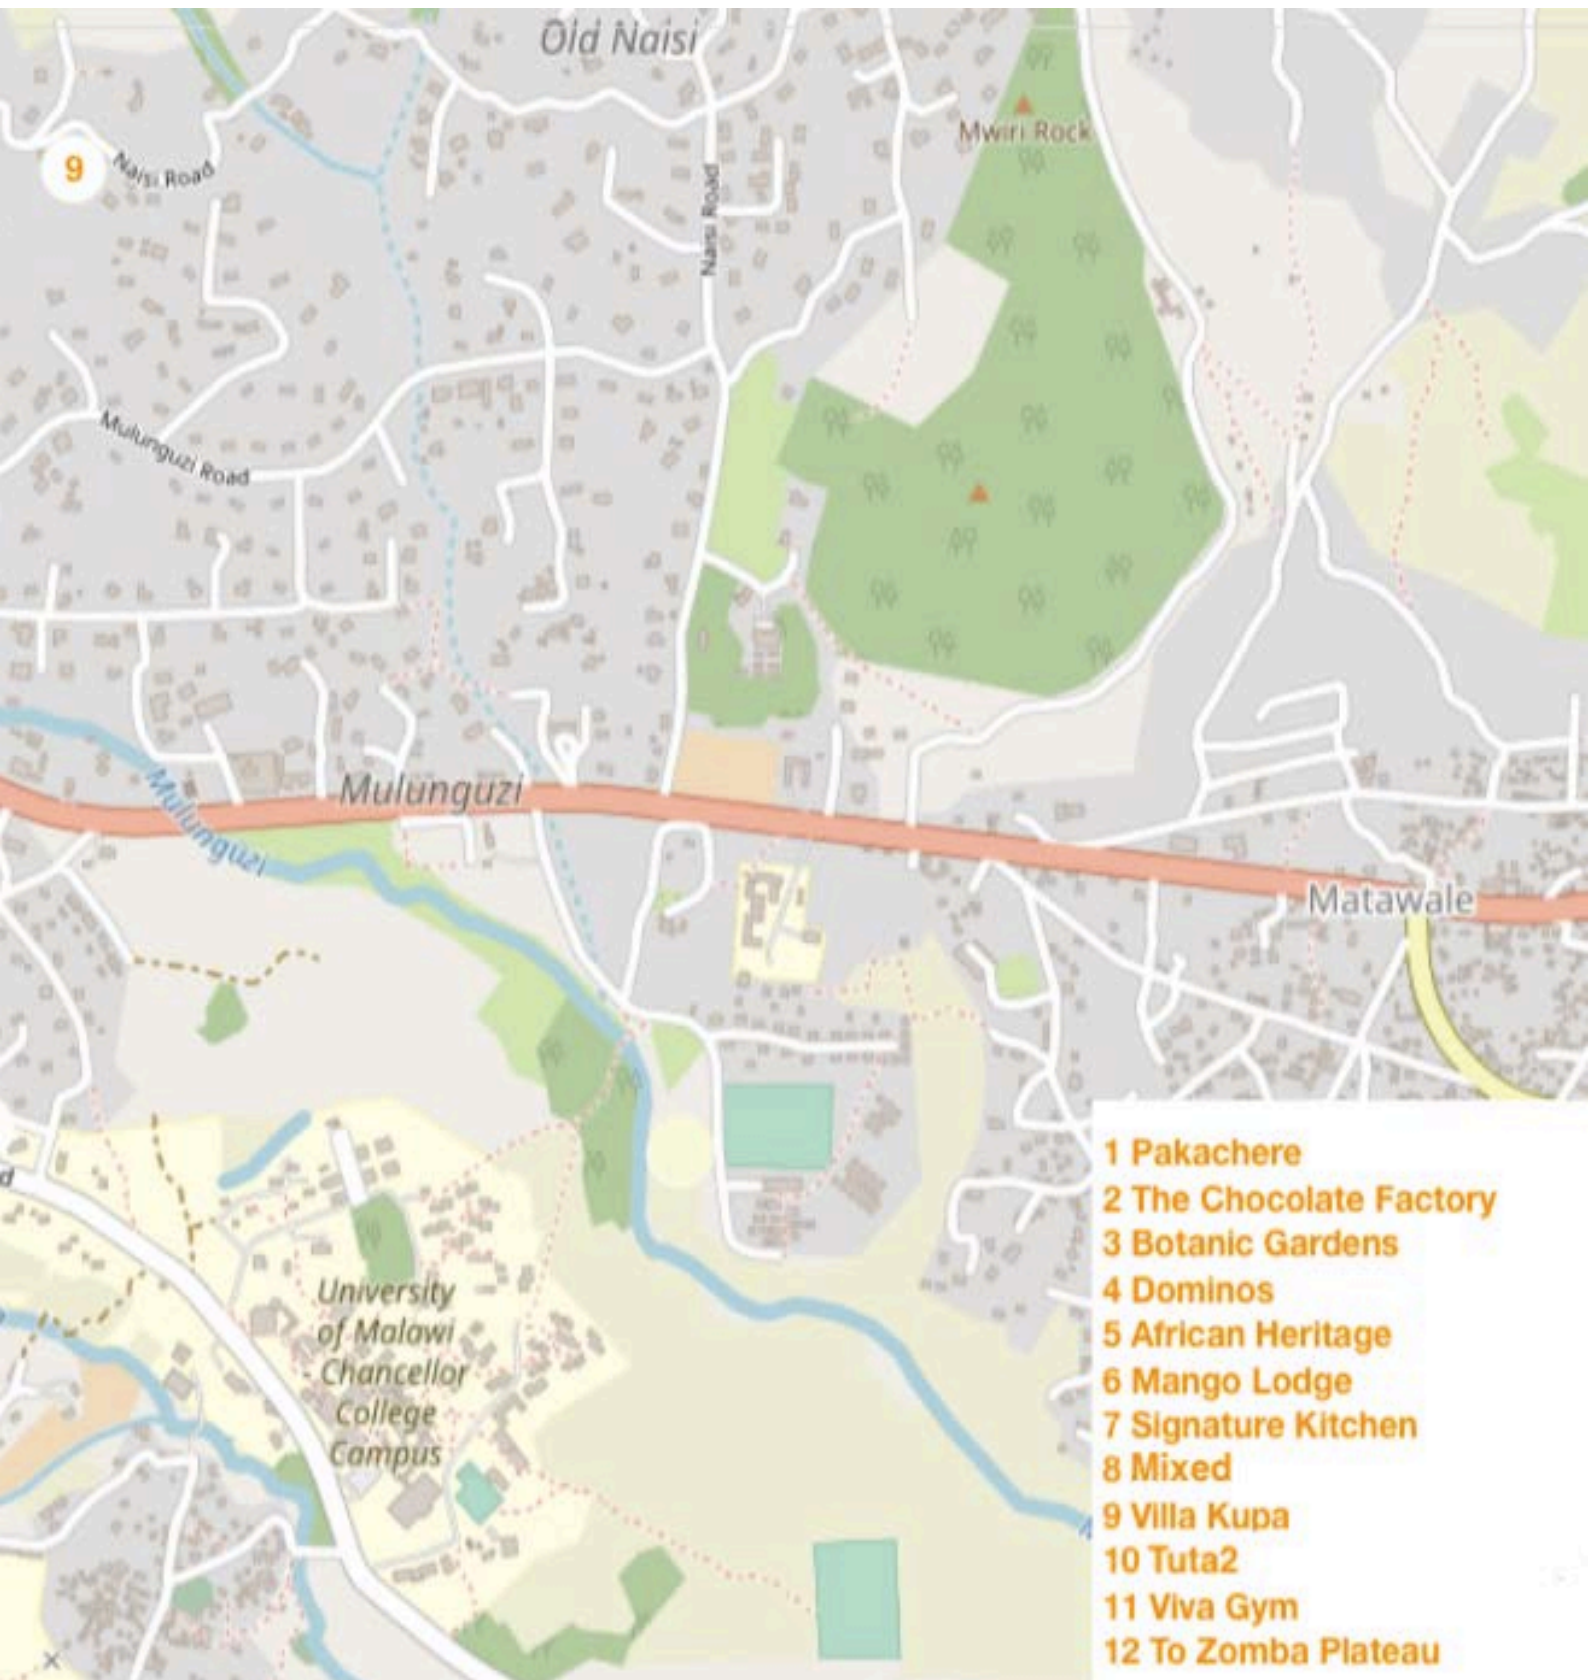 Old Naisi
Mwiri Rock
9
Naisi Road
Naisi Road
Mulunguzi Road
Mulunguzi
Mulunguzi
Matawale
d
University
of Malawi
- Chancellor
College
Campus
1 Pakachere
2 The Chocolate Factory
3 Botanic Gardens
4 Dominos
5 African Heritage
6 Mango Lodge
7 Signature Kitchen
8 Mixed
9 Villa Kupa
10 Tuta2
11 Viva Gym
12 To Zomba Plateau